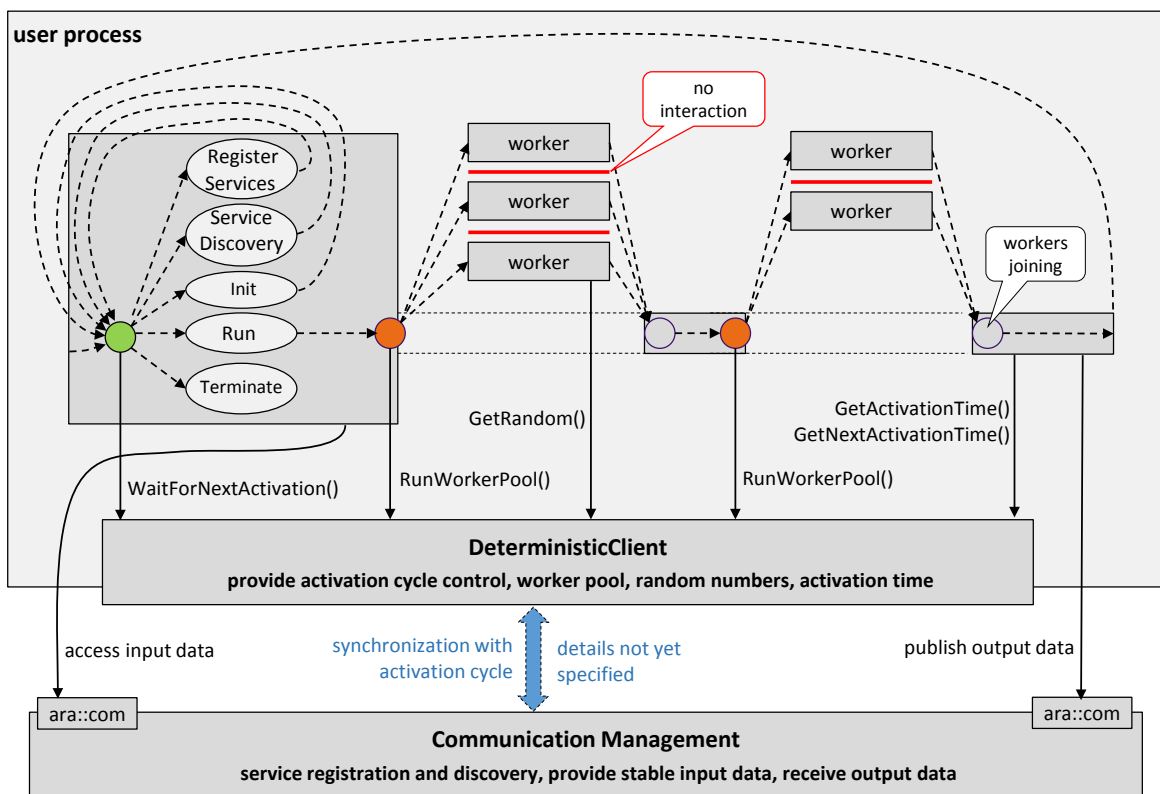 user process
no
interaction
worker
worker
Register
Services
worker
worker
Service
Discovery
worker
workers
joining
Init
Run
Terminate
GetRandom()
GetActivationTime()
GetNextActivationTime()
WaitForNextActivation()
RunWorkerPool()
RunWorkerPool()
DeterministicClient
provide activation cycle control, worker pool, random numbers, activation time
access input data
synchronization with
activation cycle
details not yet
specified
publish output data
ara::com
ara::com
Communication Management
service registration and discovery, provide stable input data, receive output data